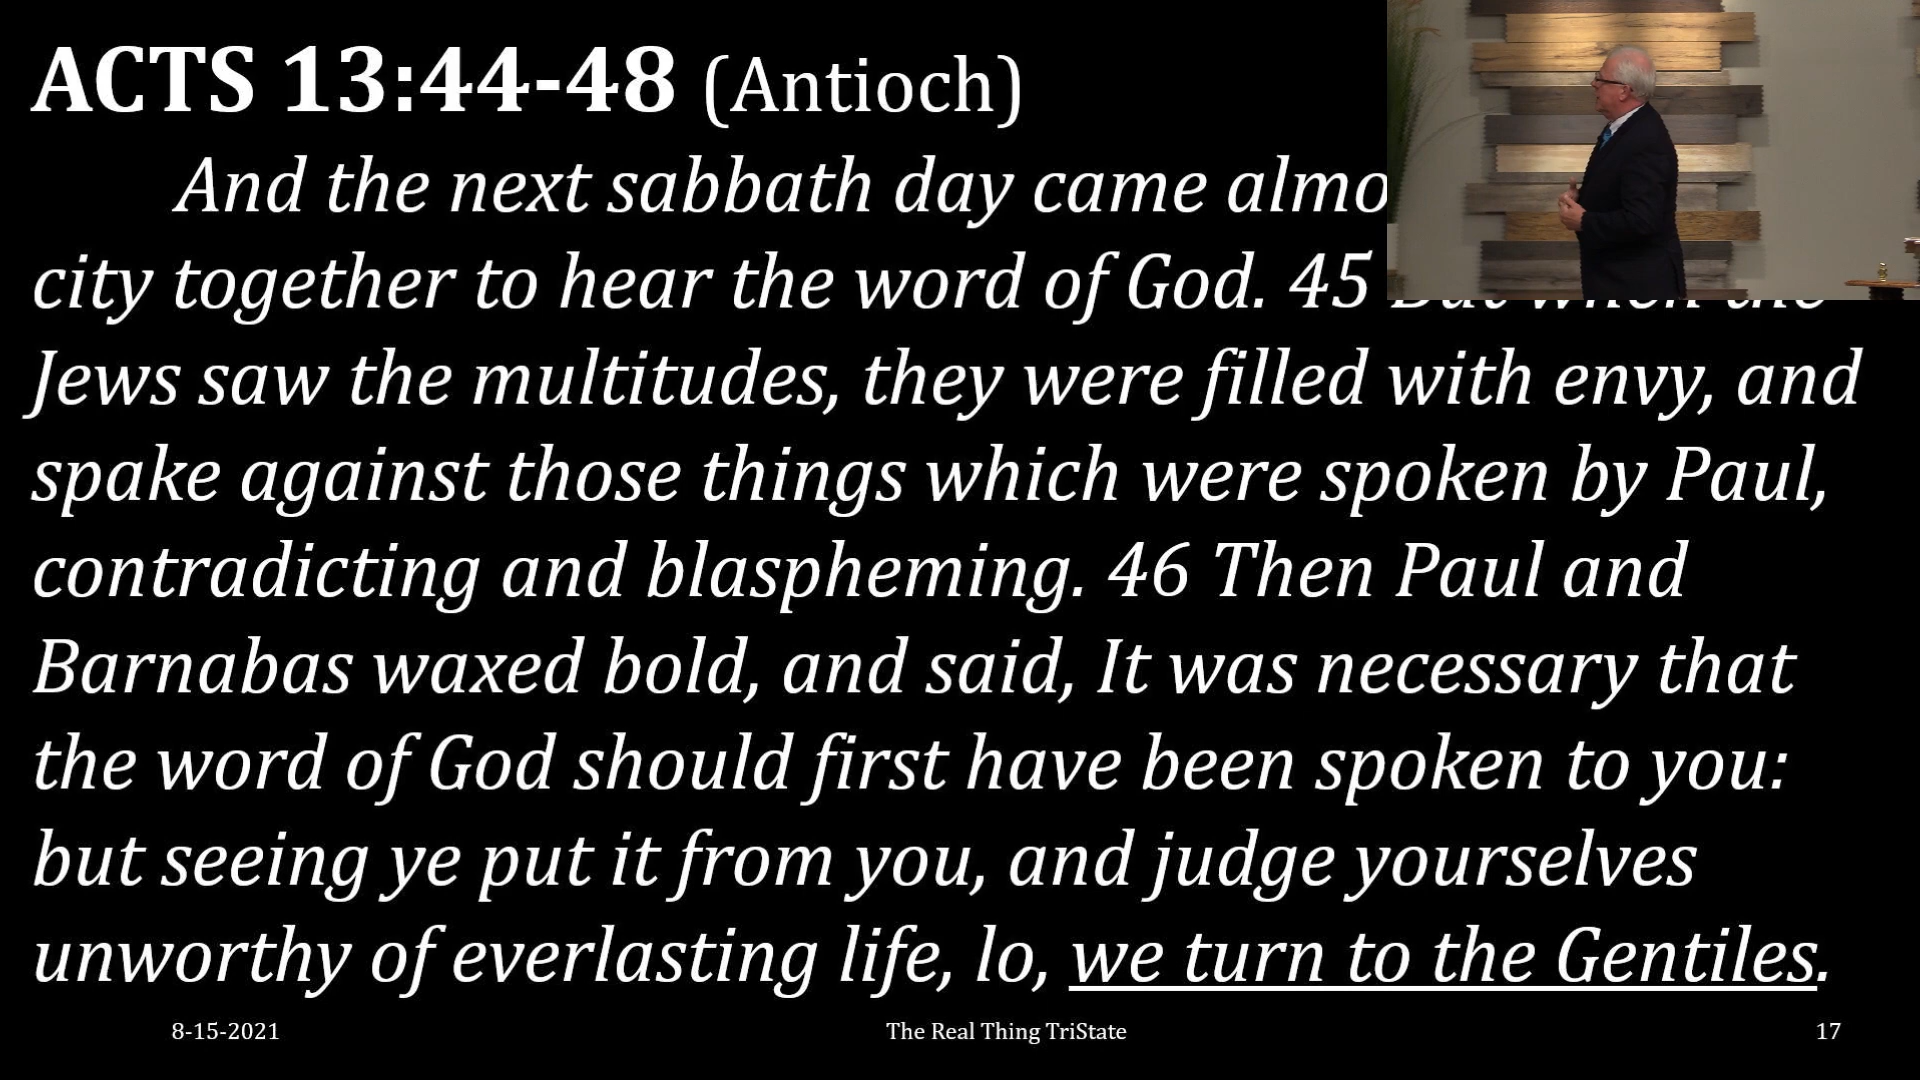 ACTS 13:44-48 (Antioch)
And the next sabbath day came almo
city together to hear the word of God. 45 But when the
Jews saw the multitudes, they were filled with envy, and
spake against those things which were spoken by Paul,
contradicting and blaspheming. 46 Then Paul and
Barnabas waxed bold, and said, It was necessary that
the word of God should first have been spoken to you:
but seeing ye put it from you, and judge yourselves
unworthy of everlasting life, lo, we turn to the Gentiles.
8-15-2021 The Real Thing TriState 17